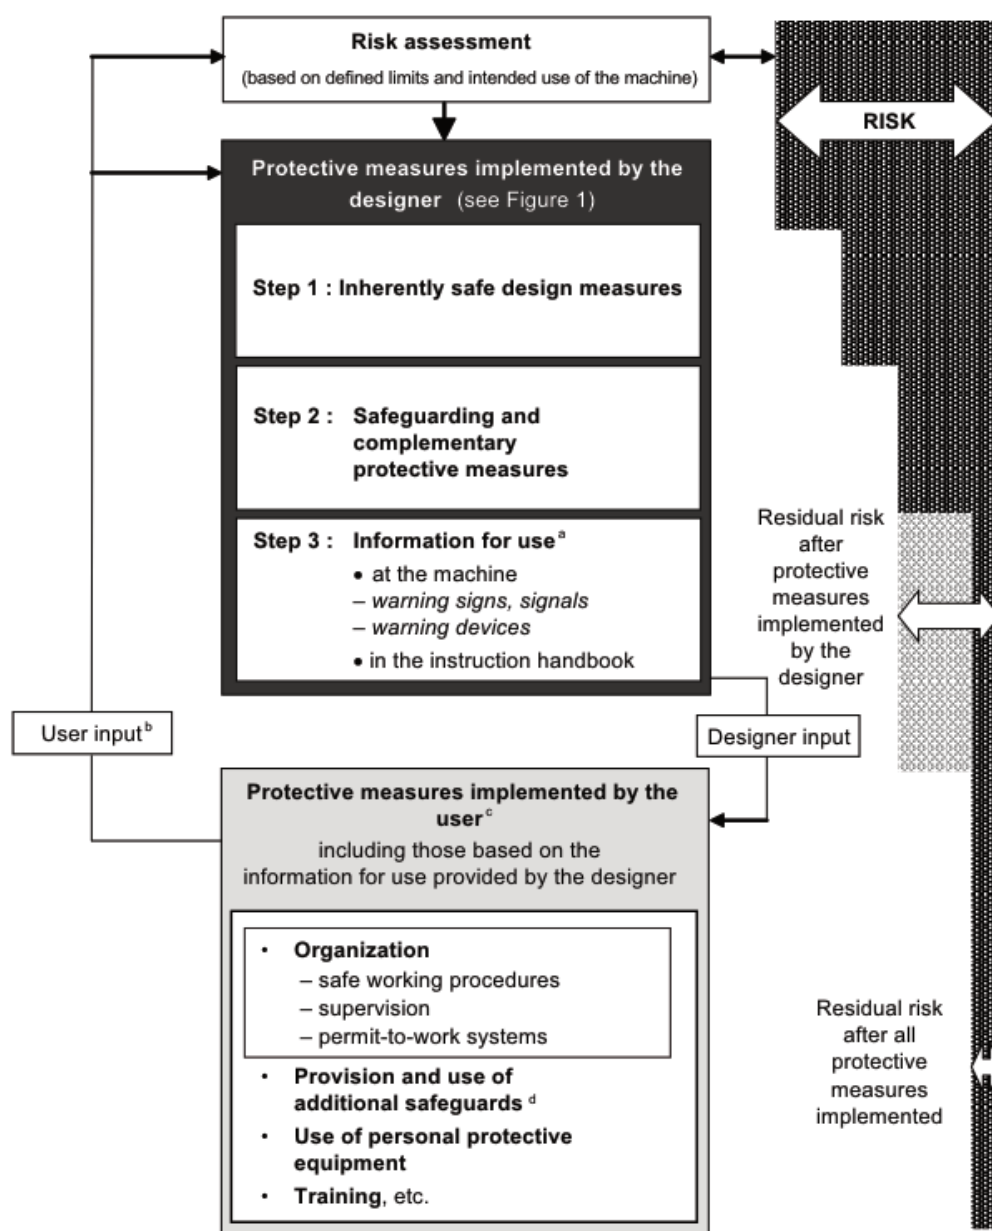 Risk assessment
(based on defined limits and intended use of the machine)
RISK
Protective measures implemented by the
designer (see Figure 1)
Step 1 : Inherently safe design measures
Step 2 : Safeguarding and
complementary
protective measures
Step 3 : Information for use a
• at the machine
– warning signs, signals
– warning devices
• in the instruction handbook
Residual risk
after
protective
measures
implemented
by the
designer
User input b
Designer input
Protective measures implemented by the
user c
including those based on the
information for use provided by the designer
• Organization
– safe working procedures
– supervision
– permit-to-work systems
• Provision and use of
additional safeguards d
• Use of personal protective
equipment
• Training, etc.
Residual risk
after all
protective
measures
implemented